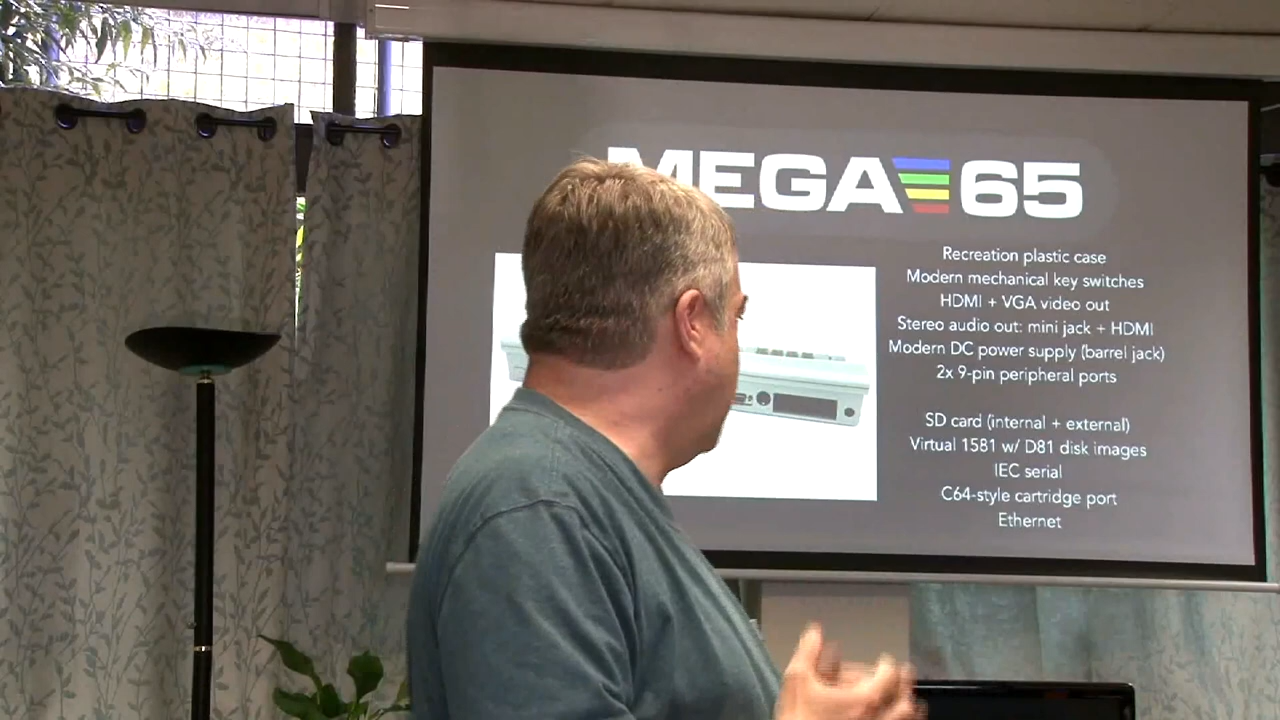 MEGA 65
Recreation plastic case
Modern mechanical key switches
HDMI + VGA video out
Stereo audio out: mini jack + HDMI
Modern DC power supply (barrel jack)
2x 9-pin peripheral ports
SD card (internal + external)
Virtual 1581 w/ D81 disk images
IEC serial
C64-style cartridge port
Ethernet